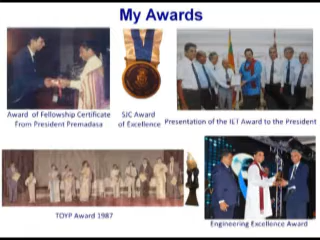 My Awards
Award of Fellowship Certificate
From President Premadasa
SJC Award
of Excellence
Presentation of the IET Award to the President
TOYP Award 1987
Engineering Excellence Award